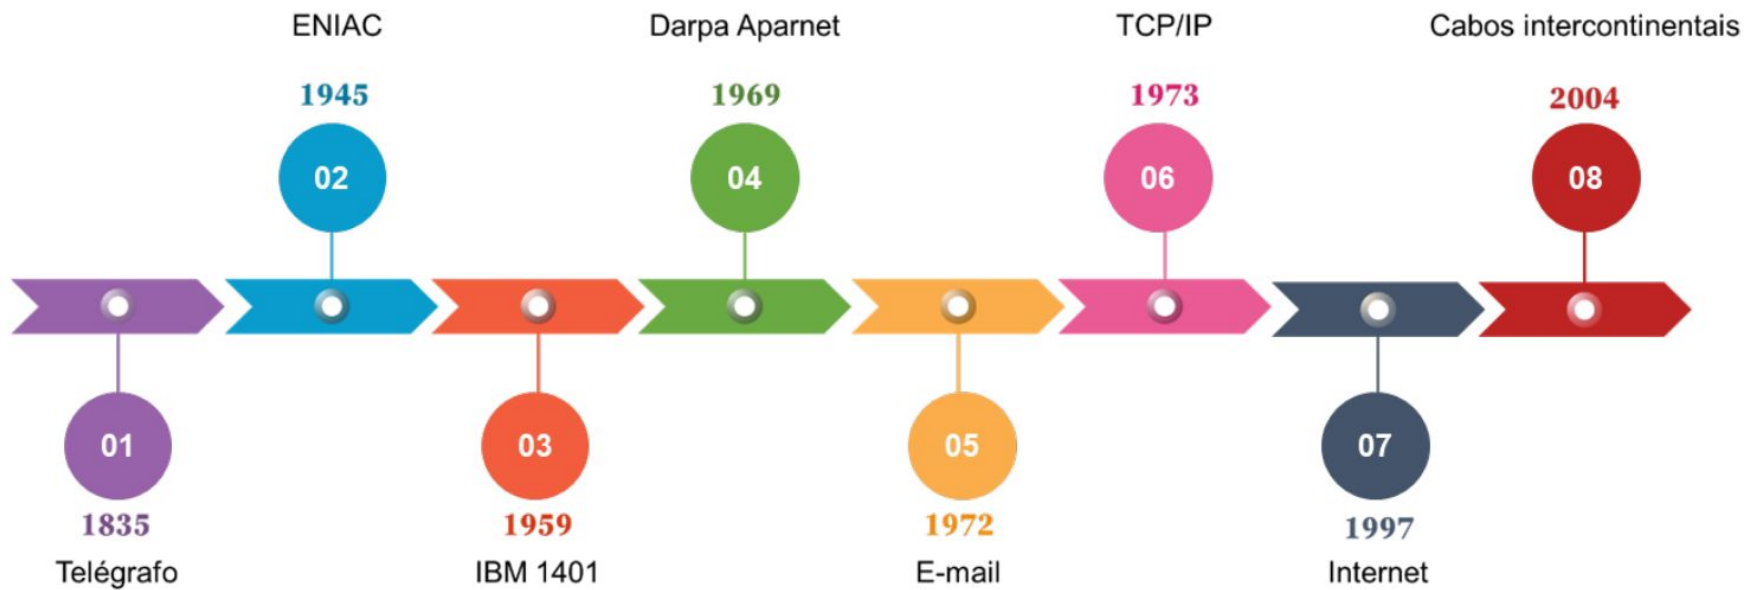 ENIAC
Darpa Aparnet
TCP/IP
Cabos intercontinentais
1945
1969
1973
2004
02
04
06
08
01
03
05
07
1835
1959
1972
1997
Telégrafo
IBM 1401
E-mail
Internet